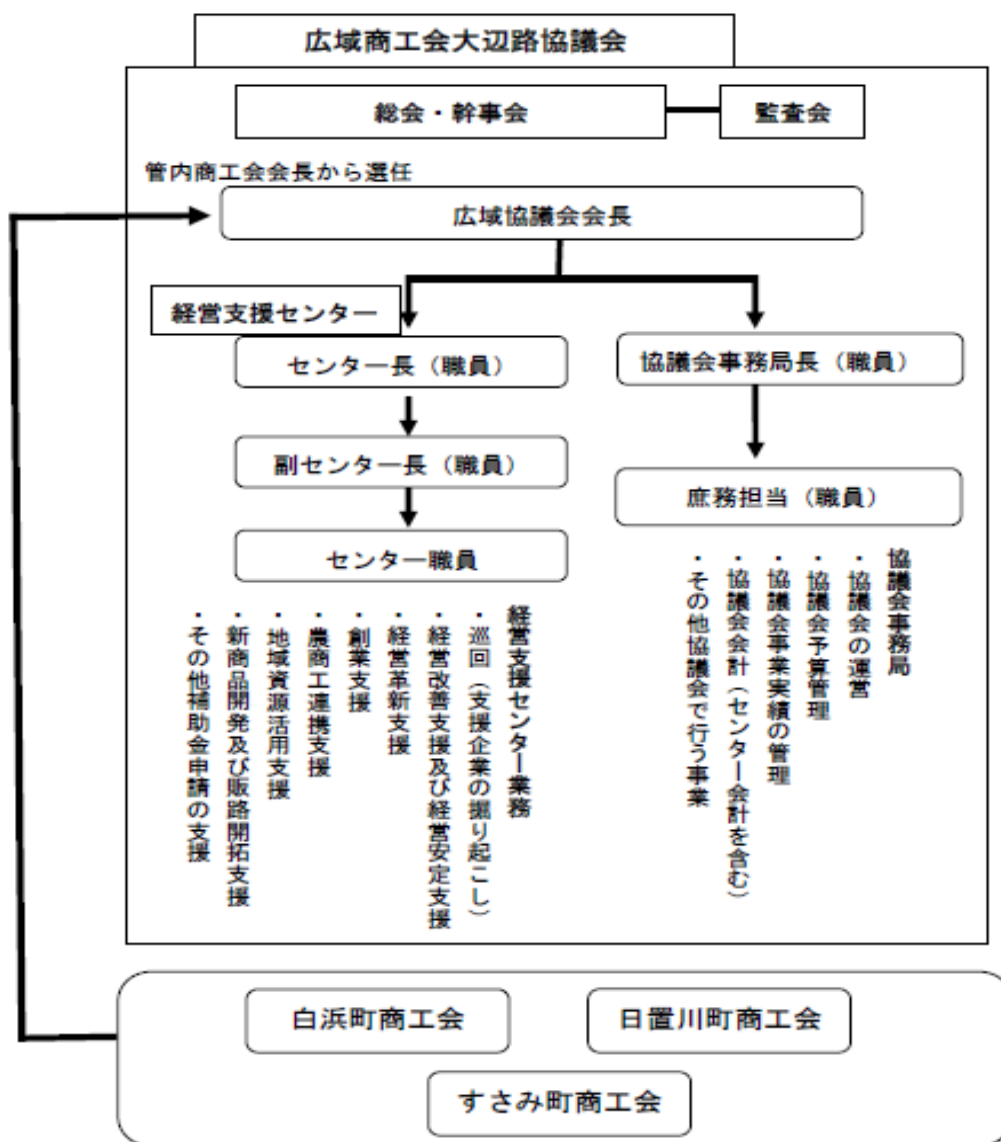 広域商工会大辺路協議会
総会・幹事会
監査会
管内商工会会長から選任
広域協議会会長
経営支援センター
センター長（職員）
協議会事務局長（職員）
副センター長（職員）
庶務担当（職員）
センター職員
経営支援センター業務
・巡回（支援企業の掘り起こし）
・経営改善支援及び経営安定支援
・経営革新支援
・創業支援
・農商工連携支援
・地域資源活用支援
・新商品開発及び販路開拓支援
・その他補助金申請の支援
協議会事務局
・協議会の運営
・協議会予算管理
・協議会事業実績の管理
・協議会会計（センター会計を含む）
・その他協議会で行う事業
白浜町商工会
日置川町商工会
すさみ町商工会